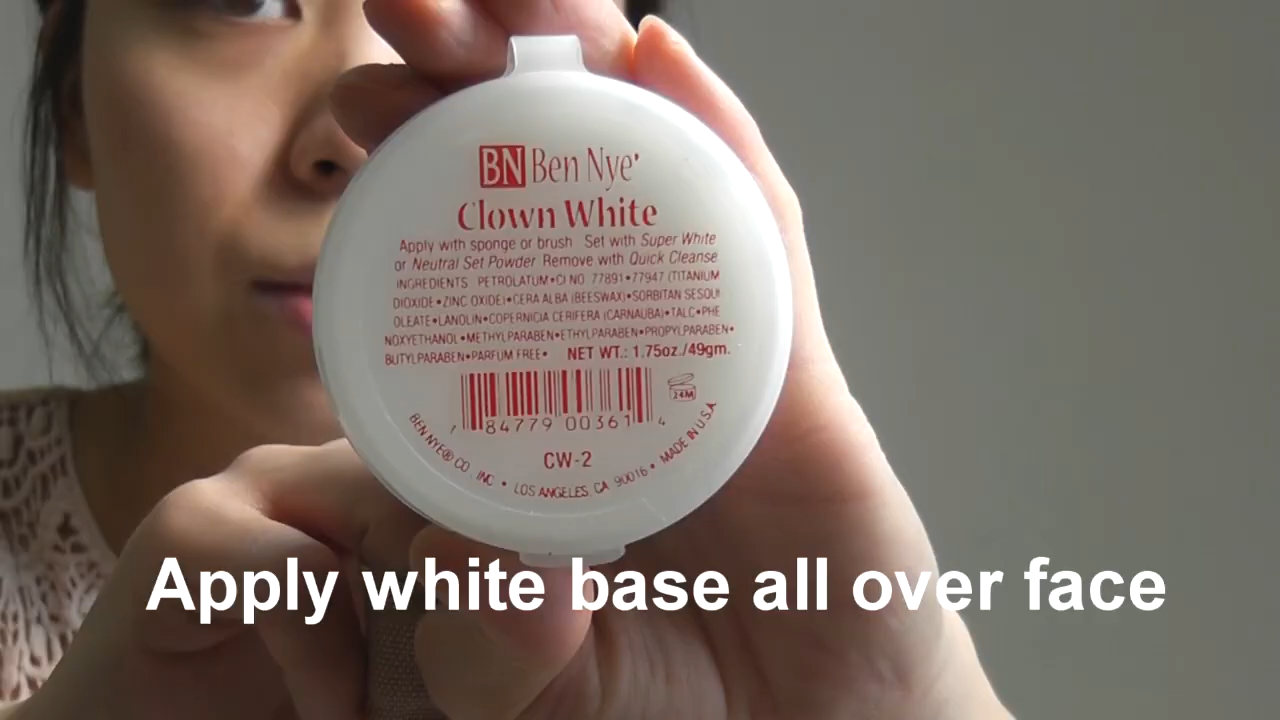 BN Ben Nye®
Clown White
Apply with sponge or brush Set with Super White
or Neutral Set Powder Remove with Quick Cleanse
INGREDIENTS PETROLATUM•CI NO. 77891•77947 (TITANIUM
DIOXIDE•ZINC OXIDE)•CERA ALBA (BEESWAX)•SORBITAN SESQUI
OLEATE•LANOLIN•COPERNICIA CERIFERA (CARNAUBA)•TALC•PHE
NOXYETHANOL•METHYLPARABEN•ETHYLPARABEN•PROPYLPARABEN•
BUTYLPARABEN•PARFUM FREE• NET WT.: 1.75oz./49gm.
24M
7 84779 00361 4
CW-2
BEN NYE® CO., INC • LOS ANGELES, CA 90016 • MADE IN U.S.A.
Apply white base all over face